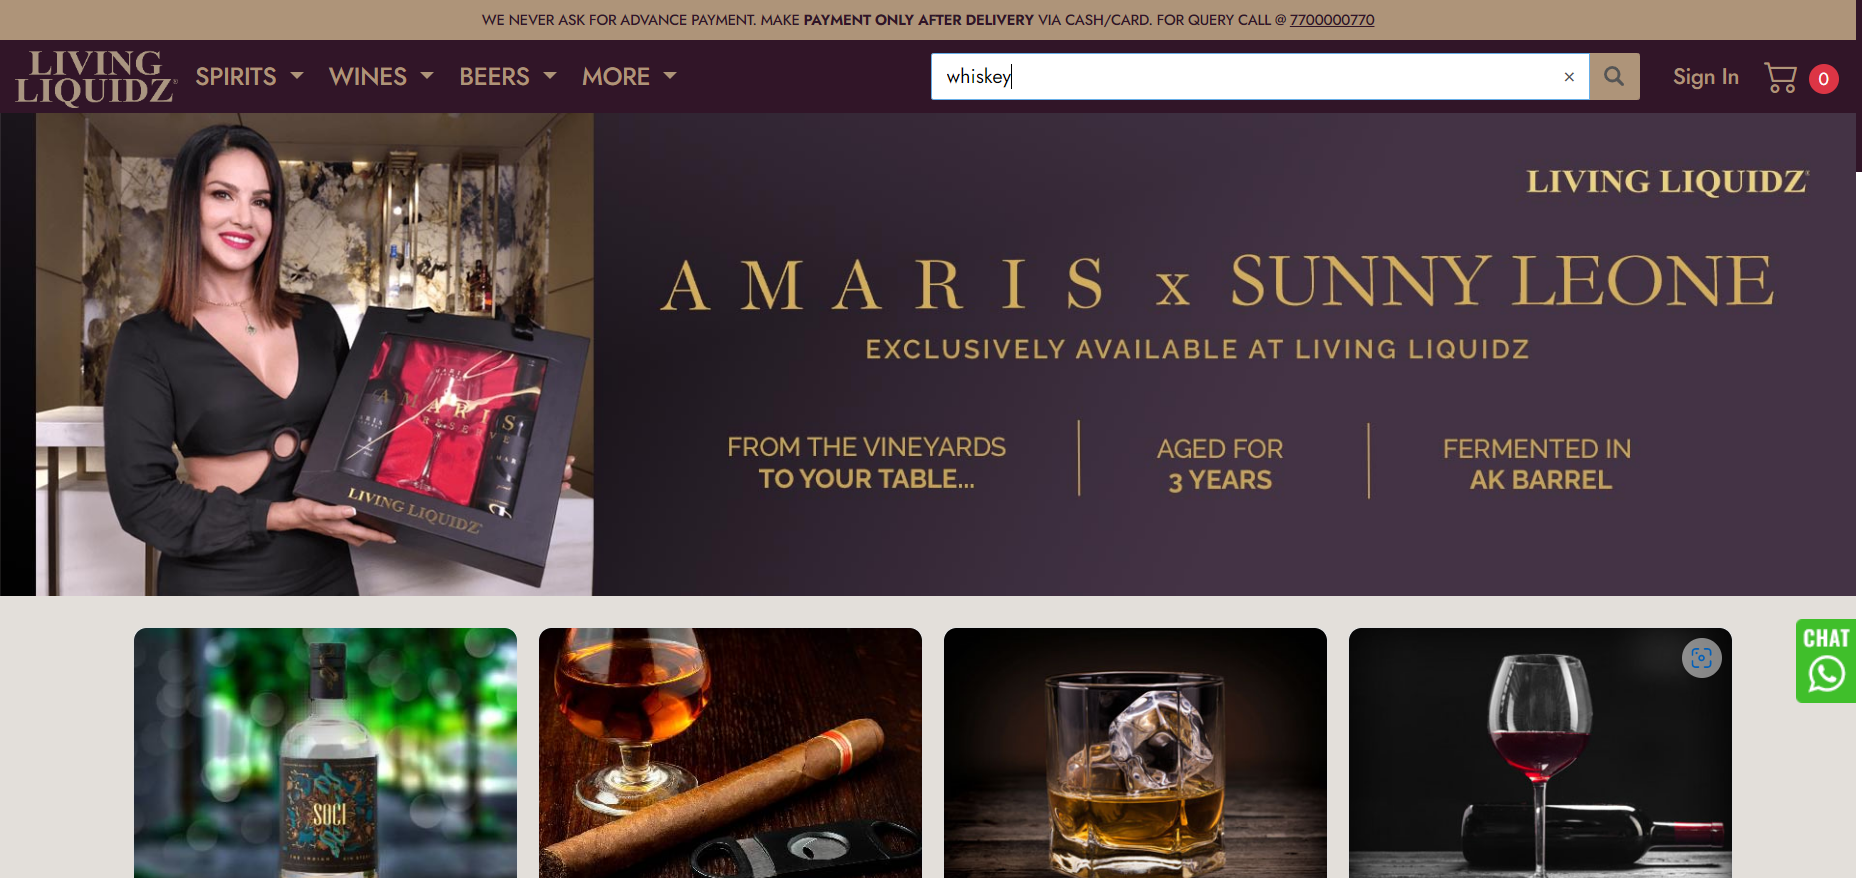 WE NEVER ASK FOR ADVANCE PAYMENT. MAKE PAYMENT ONLY AFTER DELIVERY VIA CASH/CARD. FOR QUERY CALL @ 7700000770
LIVING
LIQUIDZ
SPIRITS WINES BEERS MORE
whiskey
×
Sign In
0
LIVING LIQUIDZ
AMARIS x SUNNY LEONE
EXCLUSIVELY AVAILABLE AT LIVING LIQUIDZ
FROM THE VINEYARDS
TO YOUR TABLE...
AGED FOR
3 YEARS
FERMENTED IN
AK BARREL
AMARIS
RESERVE
LIVING LIQUIDZ
CHAT
SOCI